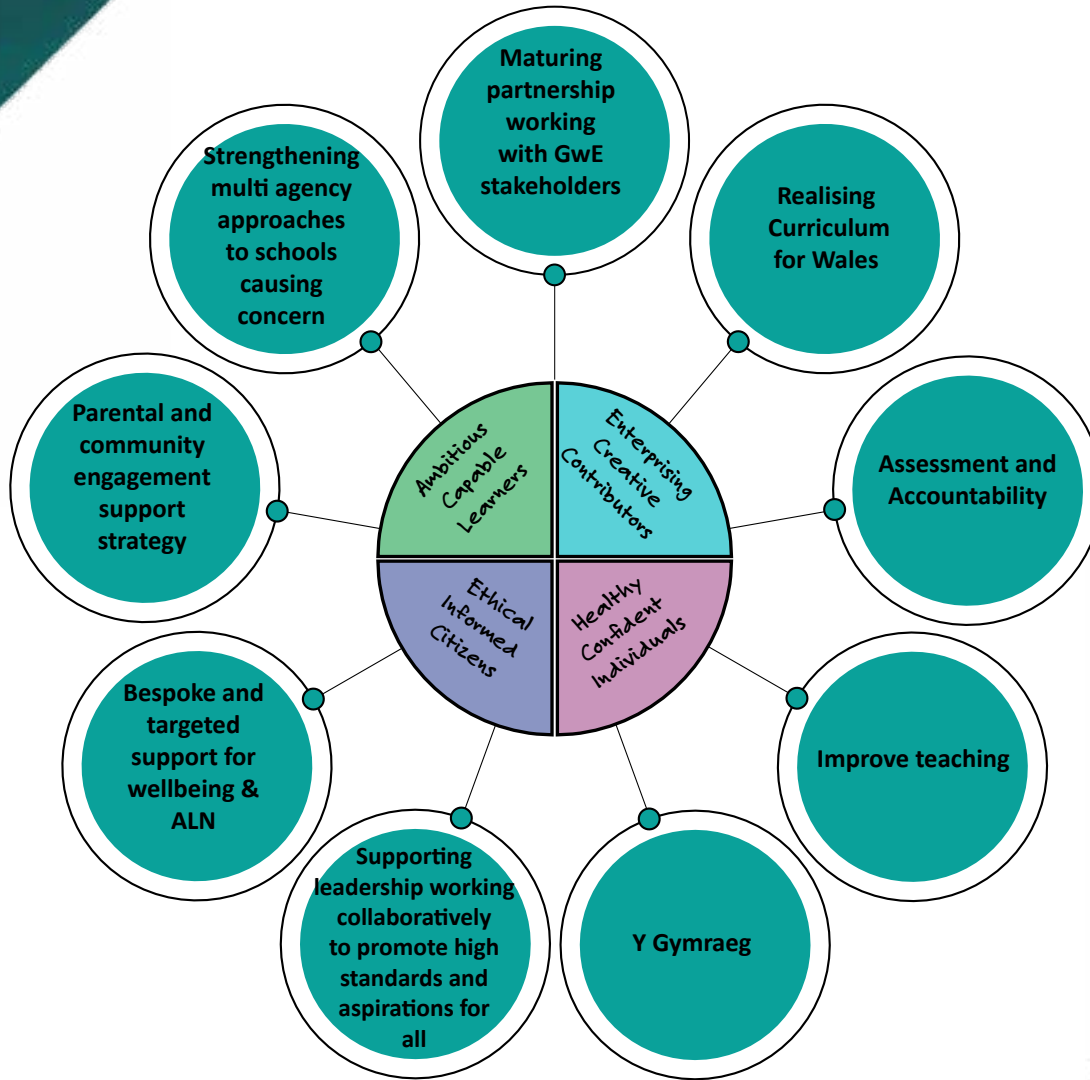 Maturing
partnership
working
with GwE
stakeholders
Realising
Curriculum
for Wales
Assessment and
Accountability
Improve teaching
Y Gymraeg
Supporting
leadership working
collaboratively
to promote high
standards and
aspirations for
all
Bespoke and
targeted
support for
wellbeing &
ALN
Parental and
community
engagement
support
strategy
Strengthening
multi agency
approaches
to schools
causing
concern
Ambitious
Capable
Learners
Enterprising
Creative
Contributors
Ethical
Informed
Citizens
Healthy
Confident
Individuals